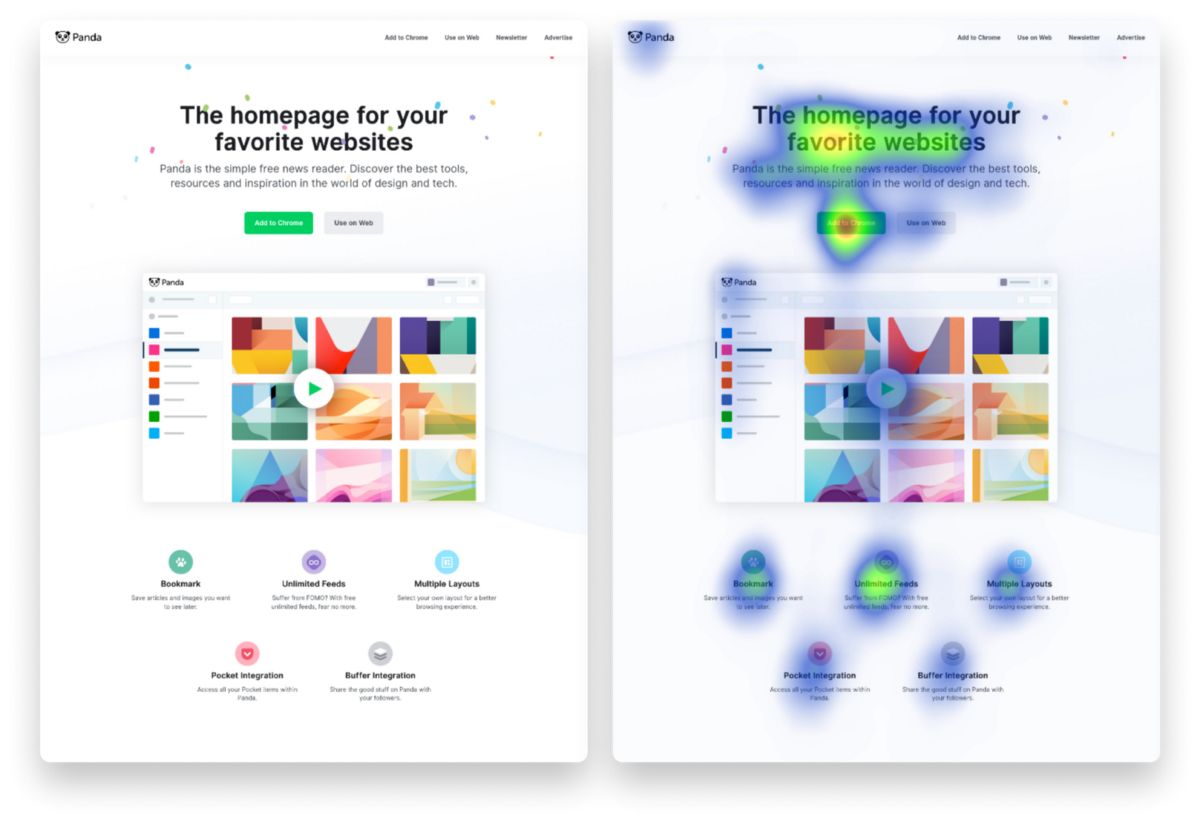 Panda
Add to Chrome Use on Web Newsletter Advertise
The homepage for your
favorite websites
Panda is the simple free news reader. Discover the best tools,
resources and inspiration in the world of design and tech.
Add to Chrome Use on Web
Panda
Bookmark
Save articles and images you want
to see later.
Unlimited Feeds
Suffer from FOMO? With free
unlimited feeds, fear no more.
Multiple Layouts
Select your own layout for a better
browsing experience.
Pocket Integration
Access all your Pocket items within
Panda.
Buffer Integration
Share the good stuff on Panda with
your followers.
Panda
Add to Chrome Use on Web Newsletter Advertise
The homepage for your
favorite websites
Panda is the simple free news reader. Discover the best tools,
resources and inspiration in the world of design and tech.
Add to Chrome Use on Web
Panda
Bookmark
Save articles and images you want
to see later.
Unlimited Feeds
Suffer from FOMO? With free
unlimited feeds, fear no more.
Multiple Layouts
Select your own layout for a better
browsing experience.
Pocket Integration
Access all your Pocket items within
Panda.
Buffer Integration
Share the good stuff on Panda with
your followers.